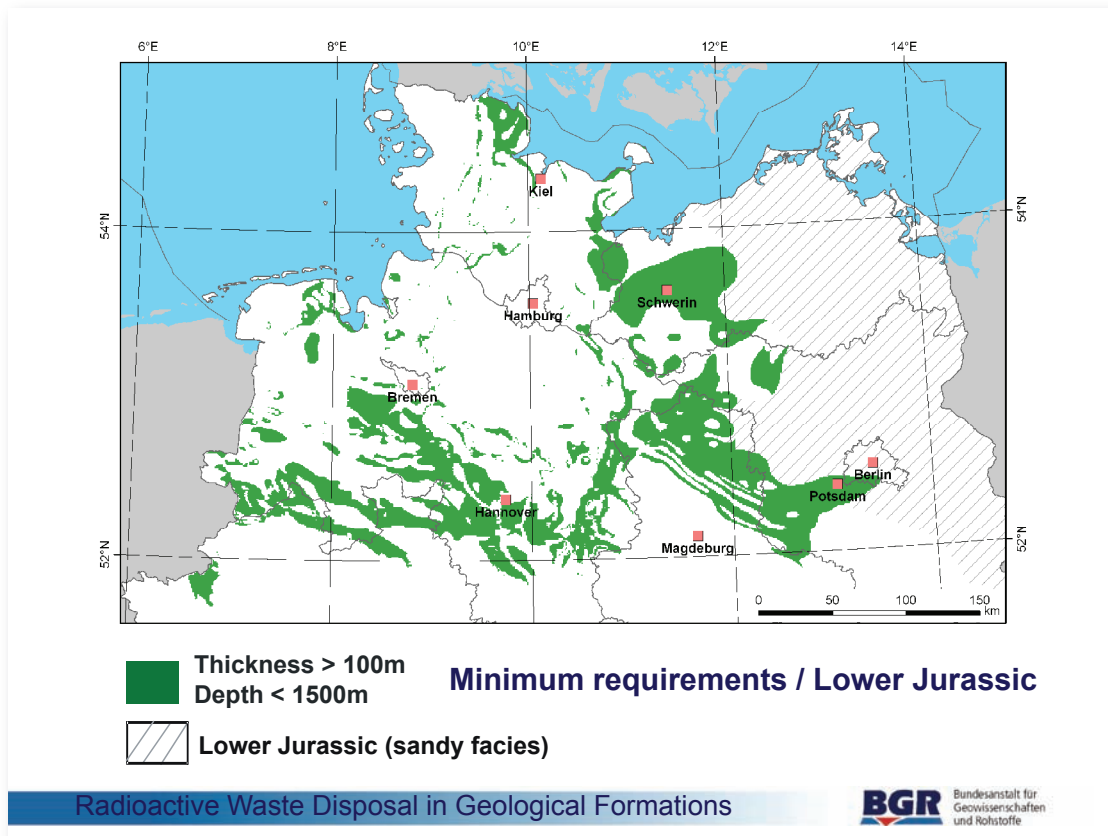 6°E 8°E 10°E 12°E 14°E
54°N
54°N
52°N
52°N
Kiel
Schwerin
Hamburg
Bremen
Berlin
Potsdam
Hannover
Magdeburg
0 50 100 150
km
Thickness > 100m
Depth < 1500m
Minimum requirements / Lower Jurassic
Lower Jurassic (sandy facies)
Radioactive Waste Disposal in Geological Formations
BGR
Bundesanstalt für
Geowissenschaften
und Rohstoffe